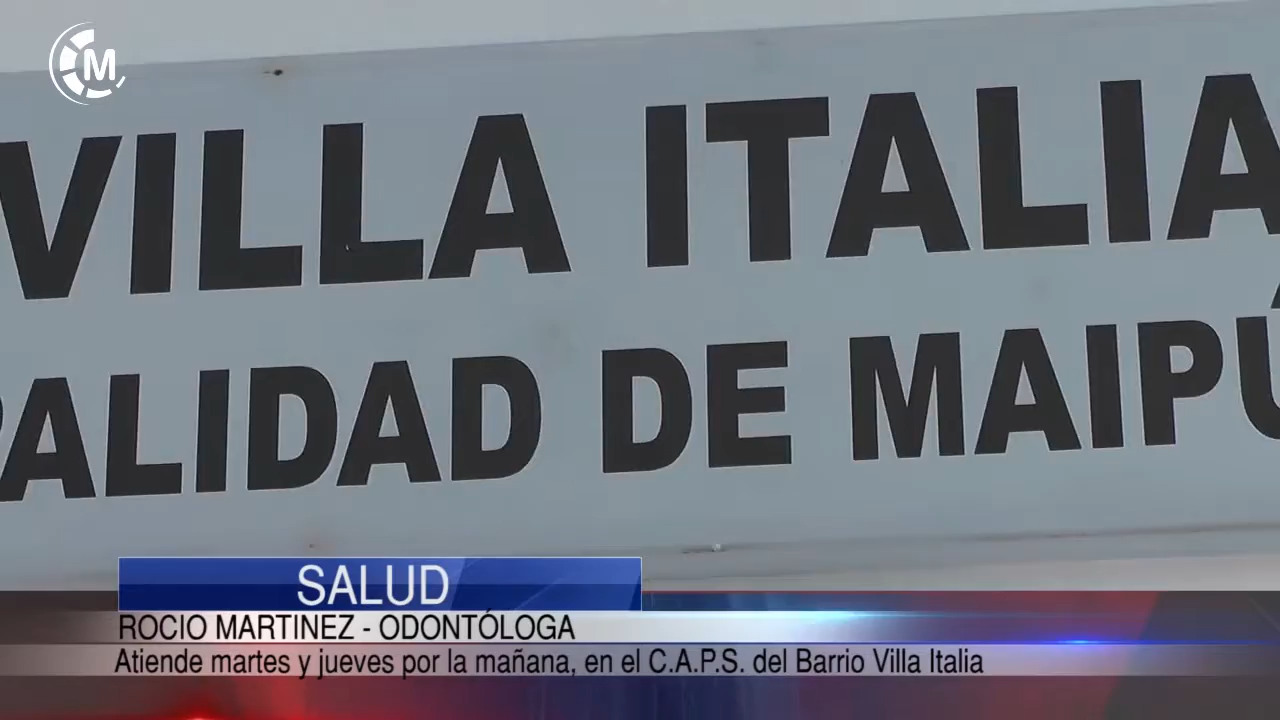 M
VILLA ITALIA
PALIDAD DE MAIPÚ
SALUD
ROCIO MARTINEZ - ODONTÓLOGA
Atiende martes y jueves por la mañana, en el C.A.P.S. del Barrio Villa Italia